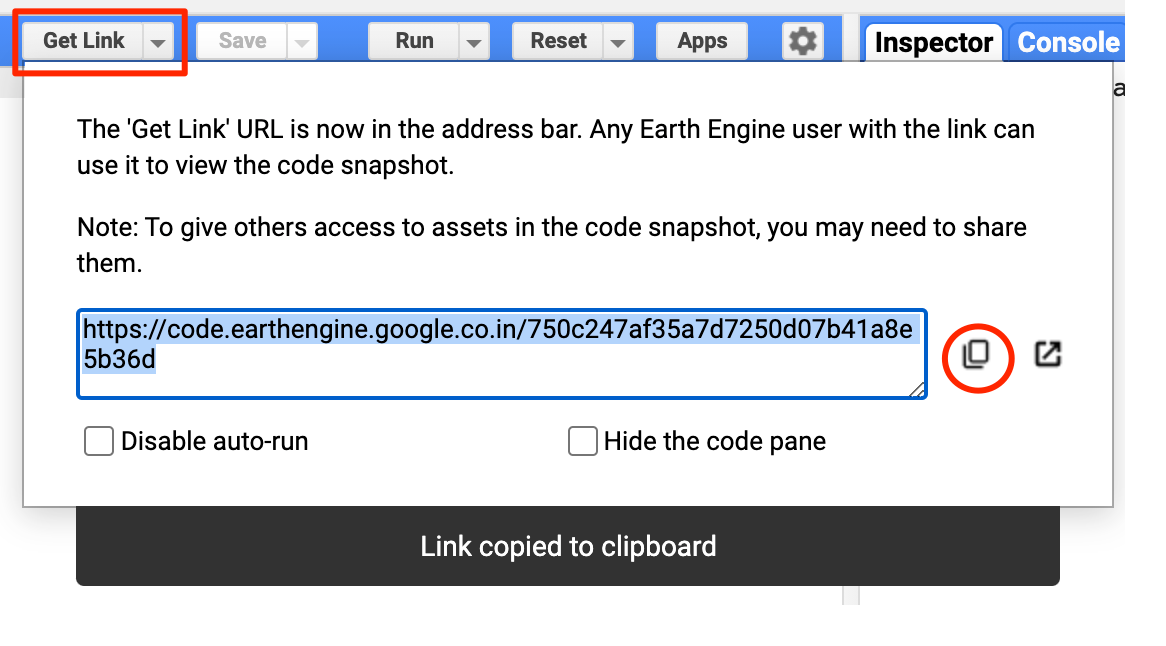 Get Link Save Run Reset Apps Inspector Console
The 'Get Link' URL is now in the address bar. Any Earth Engine user with the link can
use it to view the code snapshot.
Note: To give others access to assets in the code snapshot, you may need to share
them.
https://code.earthengine.google.co.in/750c247af35a7d7250d07b41a8e
5b36d
Disable auto-run Hide the code pane
Link copied to clipboard